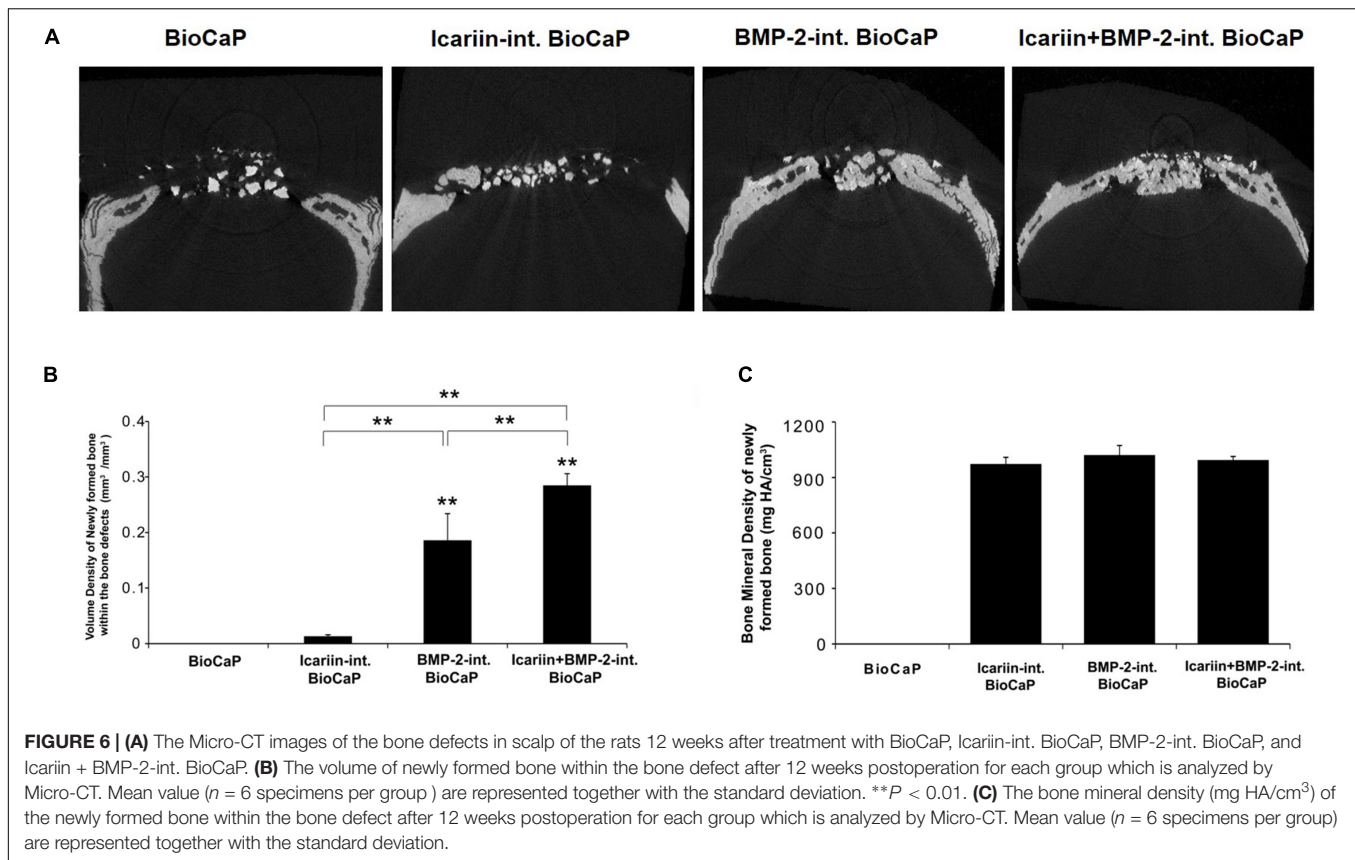 A
BioCaP
Icariin-int. BioCaP
BMP-2-int. BioCaP
Icariin+BMP-2-int. BioCaP
B
Volume Density of Newly formed bone
within the bone defects (mm³ /mm³ )
0.4
0.3
0.2
0.1
0
**
**
**
**
**
BioCaP
Icariin-int.
BioCaP
BMP-2-int.
BioCaP
Icariin+BMP-2-int.
BioCaP
C
Bone Mineral Density of newly
formed bone (mg HA/cm³)
1200
900
600
300
0
BioCaP
Icariin-int.
BioCaP
BMP-2-int.
BioCaP
Icariin+BMP-2-int.
BioCaP
FIGURE 6 | (A) The Micro-CT images of the bone defects in scalp of the rats 12 weeks after treatment with BioCaP, Icariin-int. BioCaP, BMP-2-int. BioCaP, and
Icariin + BMP-2-int. BioCaP. (B) The volume of newly formed bone within the bone defect after 12 weeks postoperation for each group which is analyzed by
Micro-CT. Mean value (n = 6 specimens per group ) are represented together with the standard deviation. **P < 0.01. (C) The bone mineral density (mg HA/cm³) of
the newly formed bone within the bone defect after 12 weeks postoperation for each group which is analyzed by Micro-CT. Mean value (n = 6 specimens per group)
are represented together with the standard deviation.